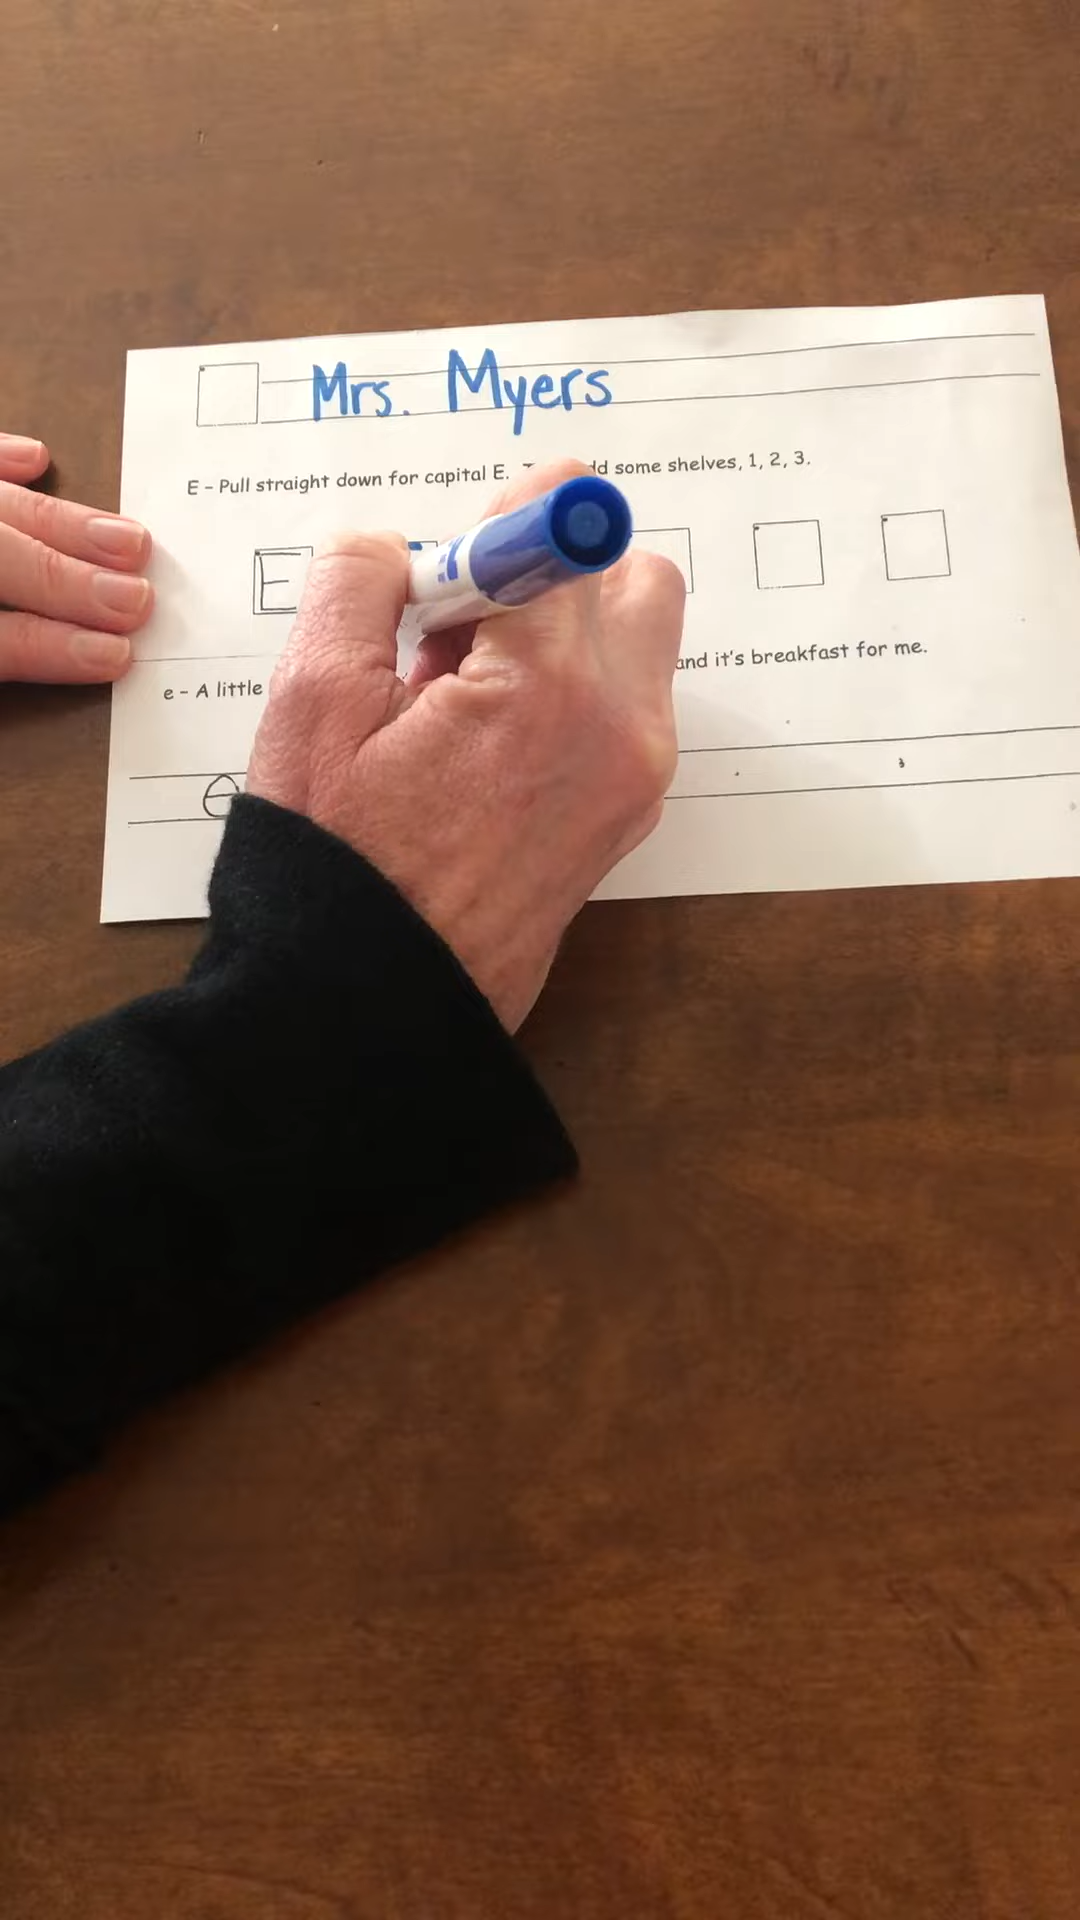 Mrs. Myers
E - Pull straight down for capital E. some shelves, 1, 2, 3.
E
e - A little and it's breakfast for me.
e